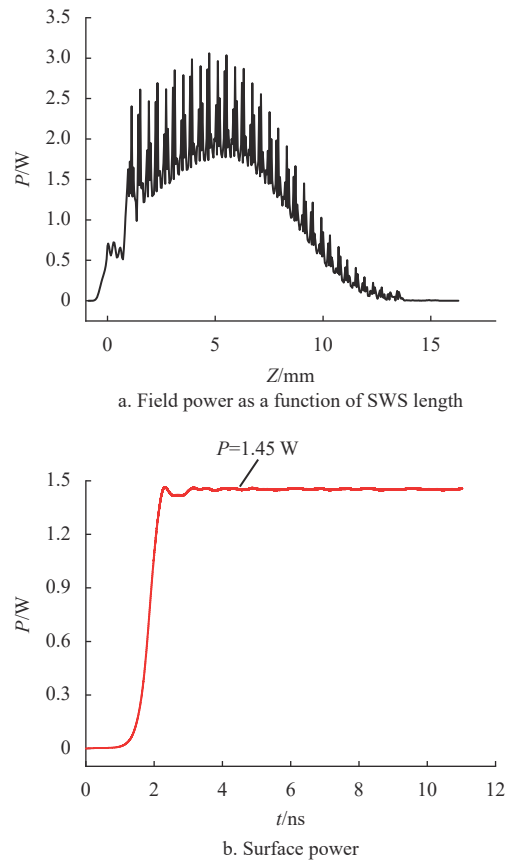 3.5
3.0
2.5
2.0
1.5
1.0
0.5
0
P/W
0 5 10 15
Z/mm
a. Field power as a function of SWS length
P=1.45 W
1.5
1.2
0.9
0.6
0.3
0
P/W
0 2 4 6 8 10 12
t/ns
b. Surface power